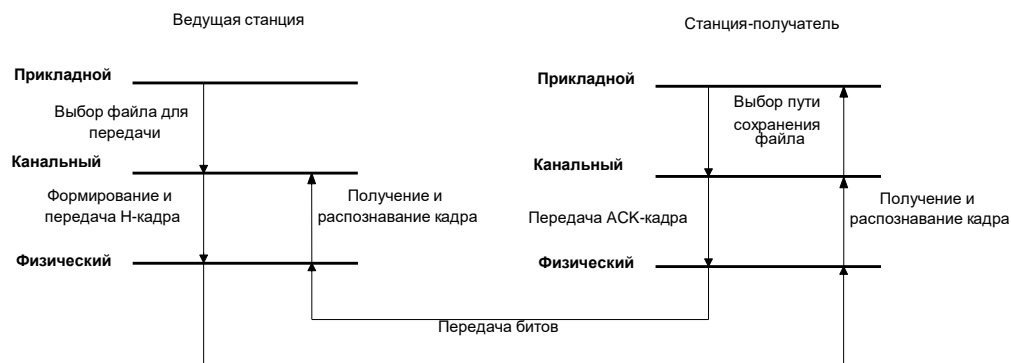 Ведущая станция
Станция-получатель
Прикладной
Выбор файла для
передачи
Канальный
Формирование и
передача Н-кадра
Получение и
распознавание кадра
Физический
Прикладной
Выбор пути
сохранения
файла
Канальный
Передача АСК-кадра
Получение и
распознавание кадра
Физический
Передача битов